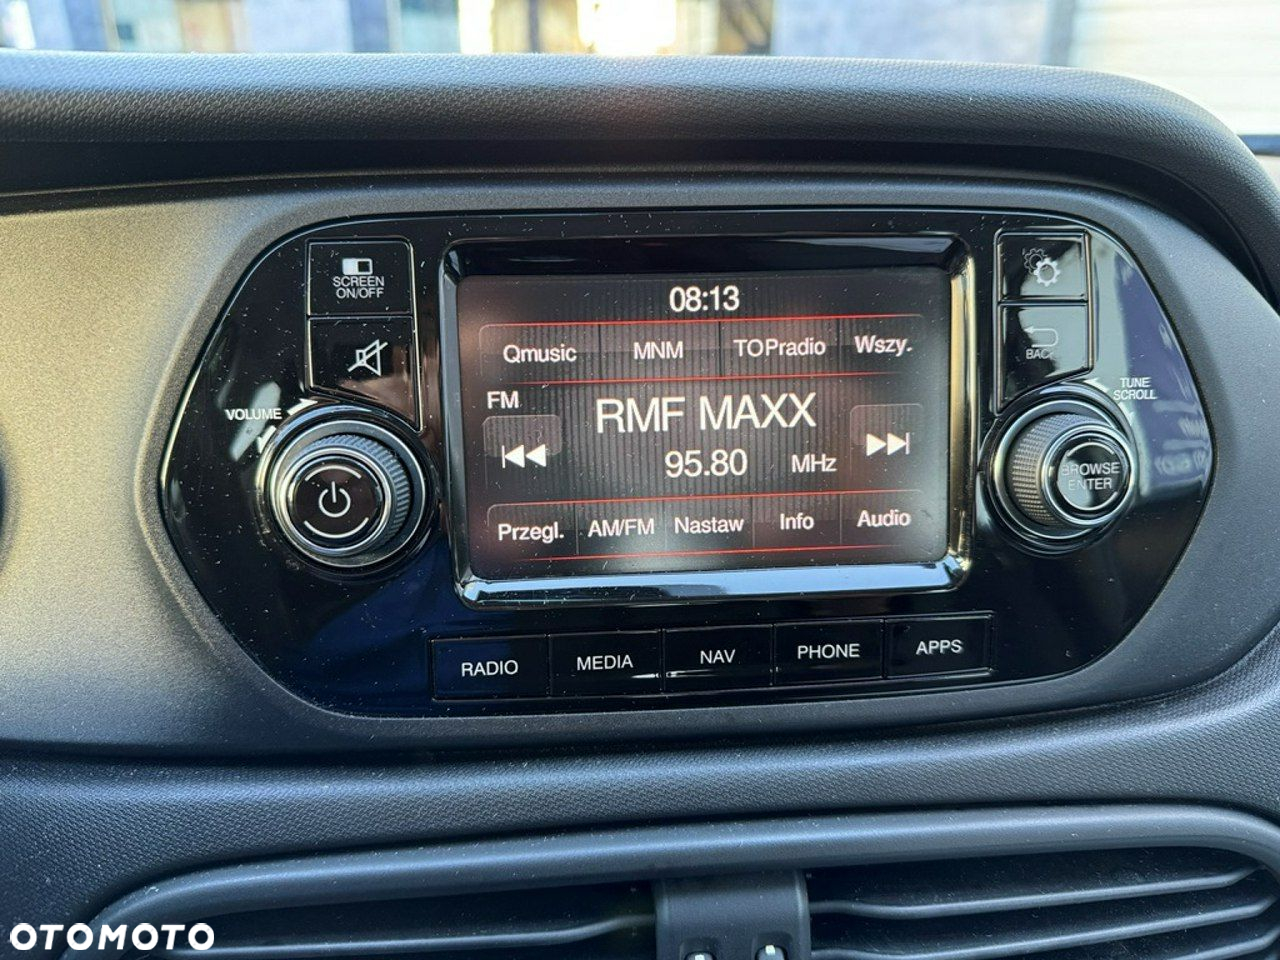 SCREEN
ON/OFF
VOLUME
08:13
Qmusic MNM TOPradio Wszy.
FM
RMF MAXX
95.80 MHz
Przegl. AM/FM Nastaw Info Audio
BACK
TUNE
SCROLL
BROWSE
ENTER
RADIO MEDIA NAV PHONE APPS
OTOMOTO